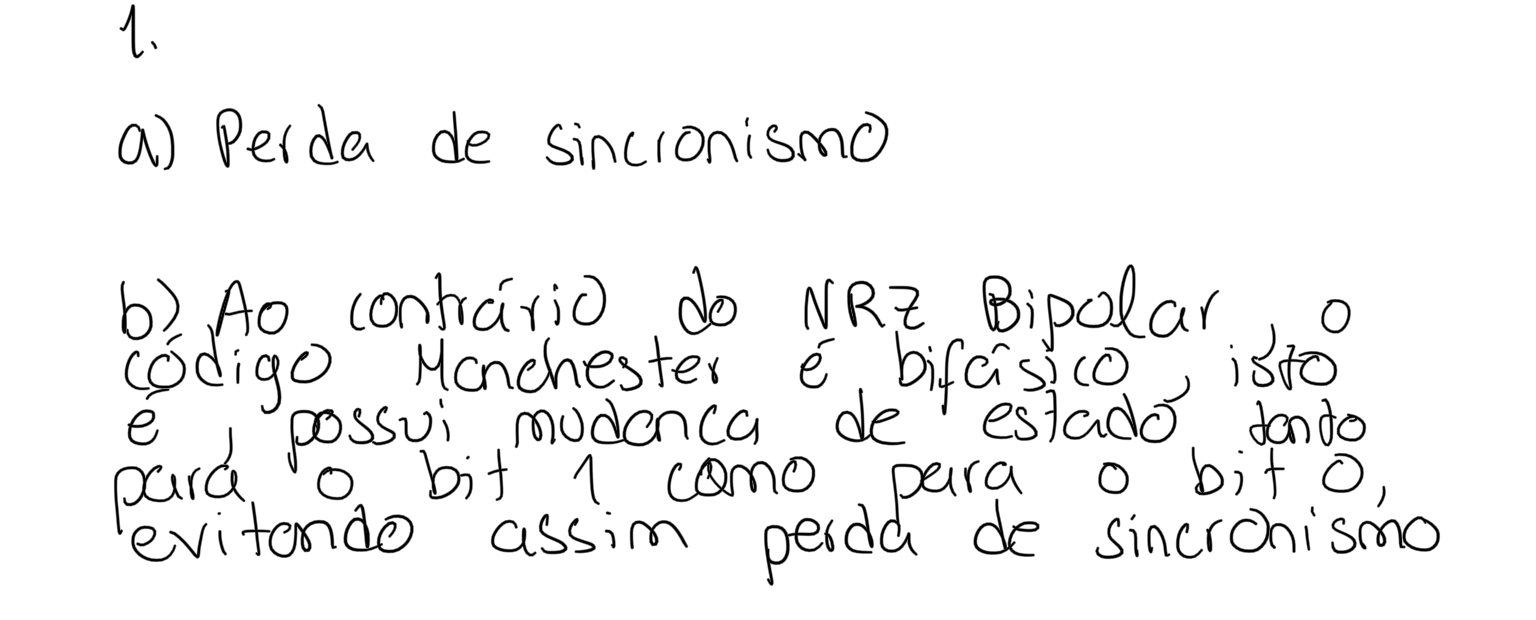 1.
a) Perda de sincronismo
b) Ao contrário do NRZ Bipolar, o
código Manchester é bifásico, isto
é, possui mudança de estado tanto
para o bit 1 como para o bit 0,
evitando assim perda de sincronismo